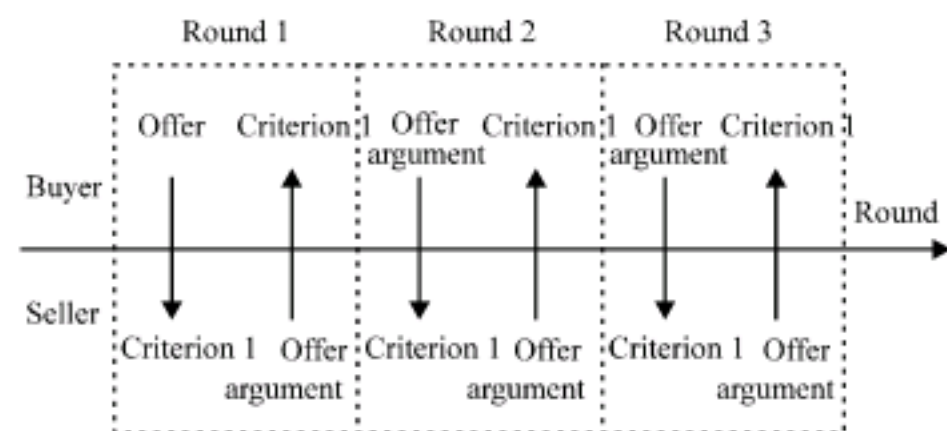 Round 1 Round 2 Round 3
Offer Criterion 1 Offer Criterion 1 Offer Criterion 1
argument argument
Buyer
Round
Seller
Criterion 1 Offer Criterion 1 Offer Criterion 1 Offer
argument argument argument